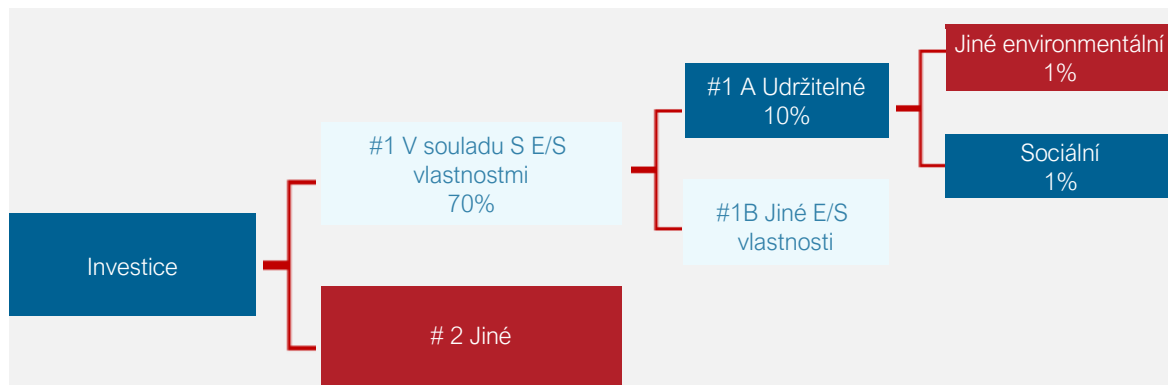 Investice
#1 V souladu S E/S
vlastnostmi
70%
# 2 Jiné
#1 A Udržitelné
10%
#1B Jiné E/S
vlastnosti
Jiné environmentální
1%
Sociální
1%